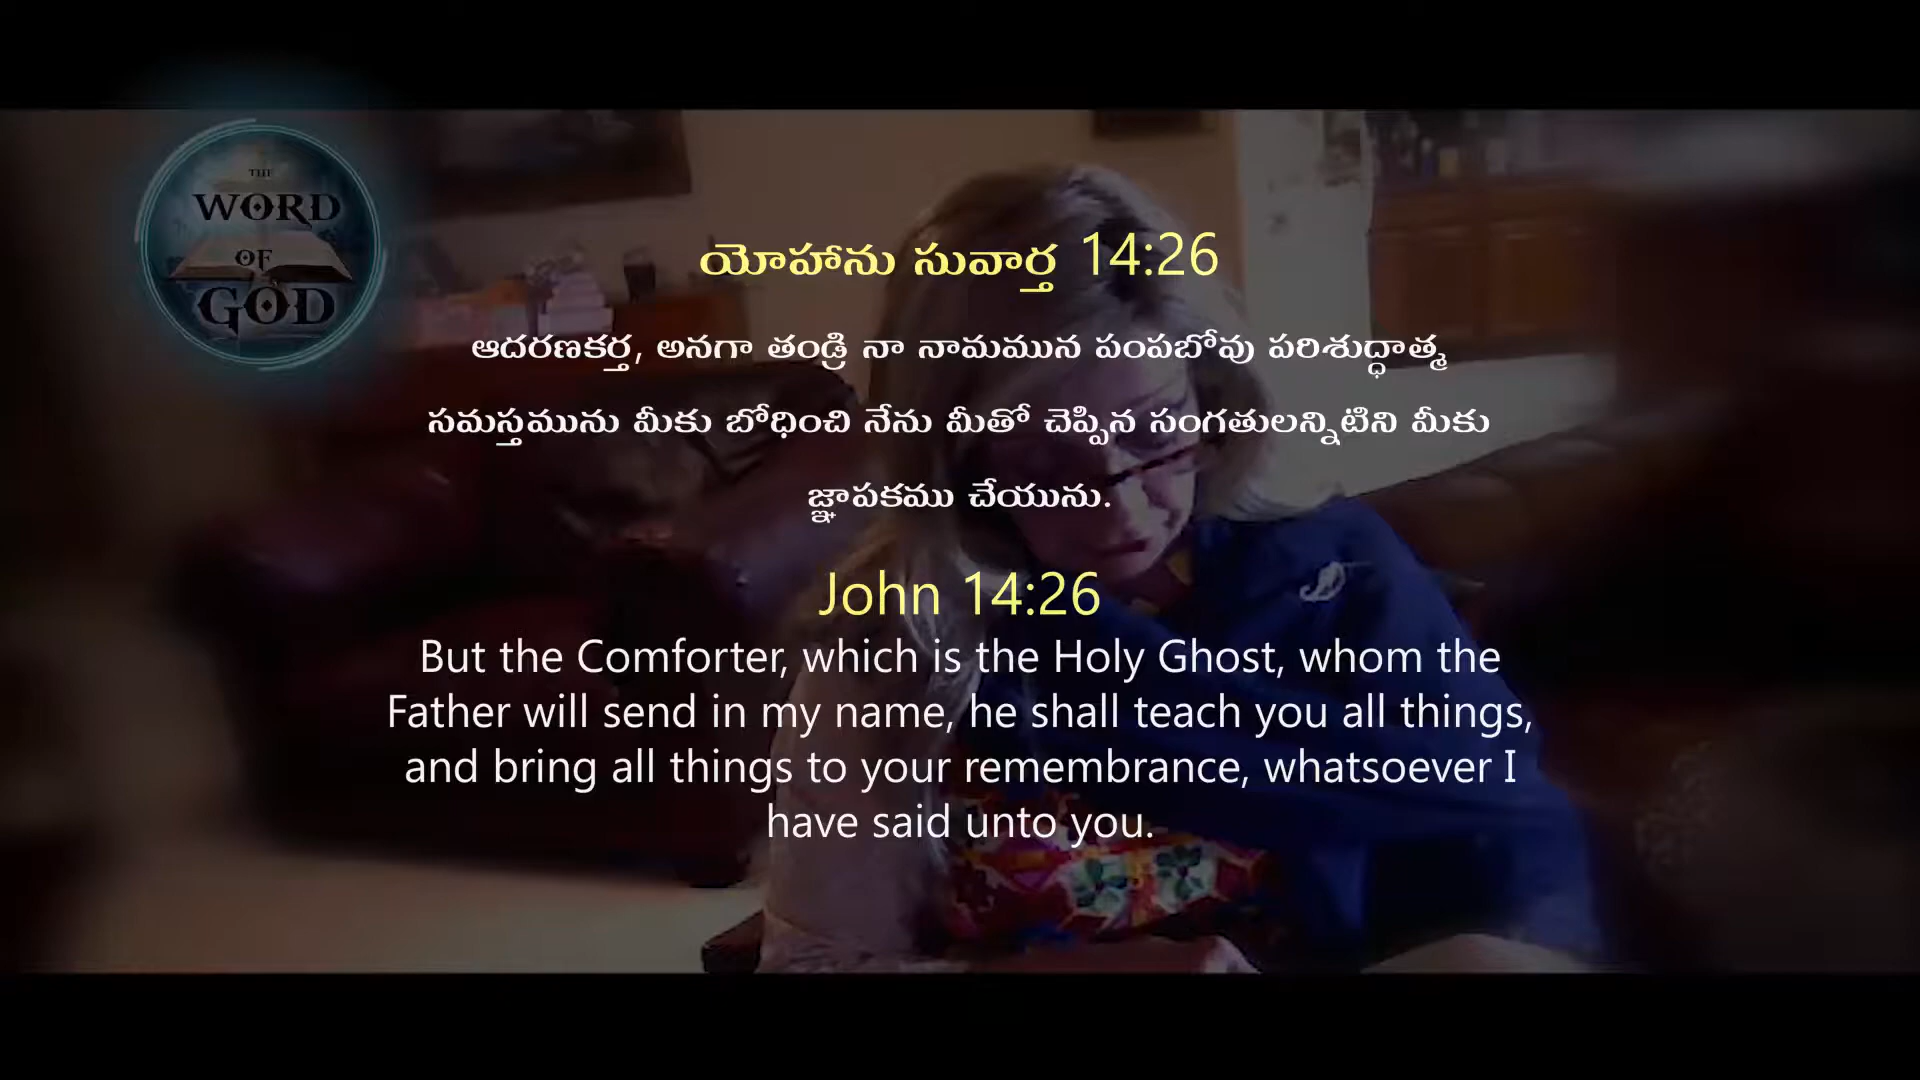 THE
WORD
OF
GOD
యోహాను సువార్త 14:26
ఆదరణకర్త, అనగా తండ్రి నా నామమున పంపబోవు పరిశుద్ధాత్మ
సమస్తమును మీకు బోధించి నేను మీతో చెప్పిన సంగతులన్నిటిని మీకు
జ్ఞాపకము చేయును.
John 14:26
But the Comforter, which is the Holy Ghost, whom the
Father will send in my name, he shall teach you all things,
and bring all things to your remembrance, whatsoever I
have said unto you.